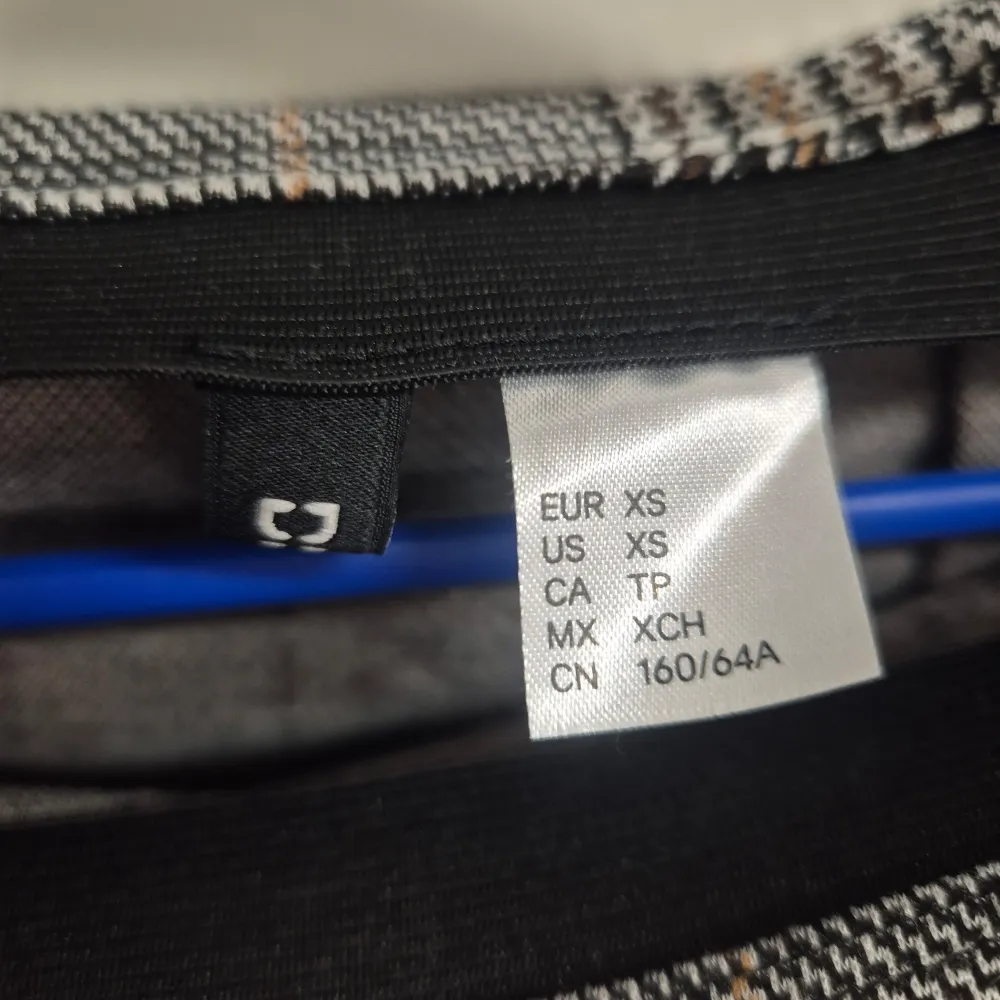 EUR XS
US XS
CA TP
MX XCH
CN 160/64A